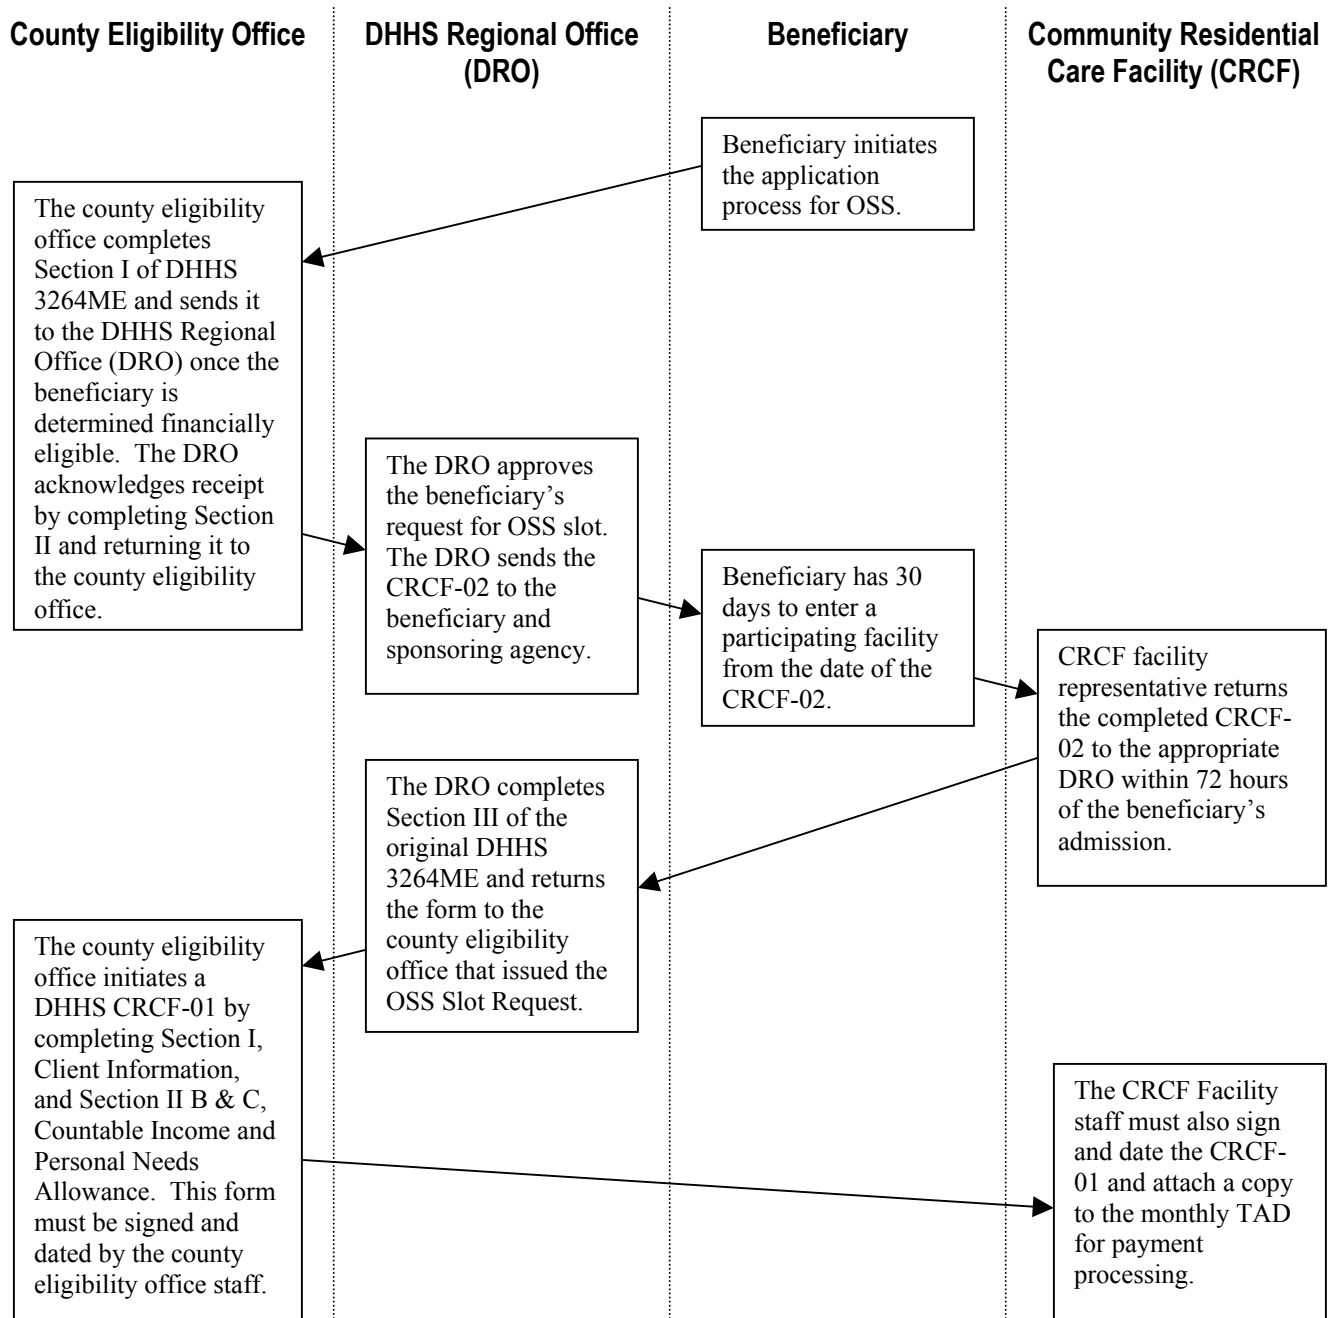 County Eligibility Office
DHHS Regional Office
(DRO)
Beneficiary
Community Residential
Care Facility (CRCF)
Beneficiary initiates
the application
process for OSS.
The county eligibility
office completes
Section I of DHHS
3264ME and sends it
to the DHHS Regional
Office (DRO) once the
beneficiary is
determined financially
eligible.  The DRO
acknowledges receipt
by completing Section
II and returning it to
the county eligibility
office.
The DRO approves
the beneficiary’s
request for OSS slot.
The DRO sends the
CRCF-02 to the
beneficiary and
sponsoring agency.
Beneficiary has 30
days to enter a
participating facility
from the date of the
CRCF-02.
CRCF facility
representative returns
the completed CRCF-
02 to the appropriate
DRO within 72 hours
of the beneficiary’s
admission.
The DRO completes
Section III of the
original DHHS
3264ME and returns
the form to the
county eligibility
office that issued the
OSS Slot Request.
The county eligibility
office initiates a
DHHS CRCF-01 by
completing Section I,
Client Information,
and Section II B & C,
Countable Income and
Personal Needs
Allowance.  This form
must be signed and
dated by the county
eligibility office staff.
The CRCF Facility
staff must also sign
and date the CRCF-
01 and attach a copy
to the monthly TAD
for payment
processing.